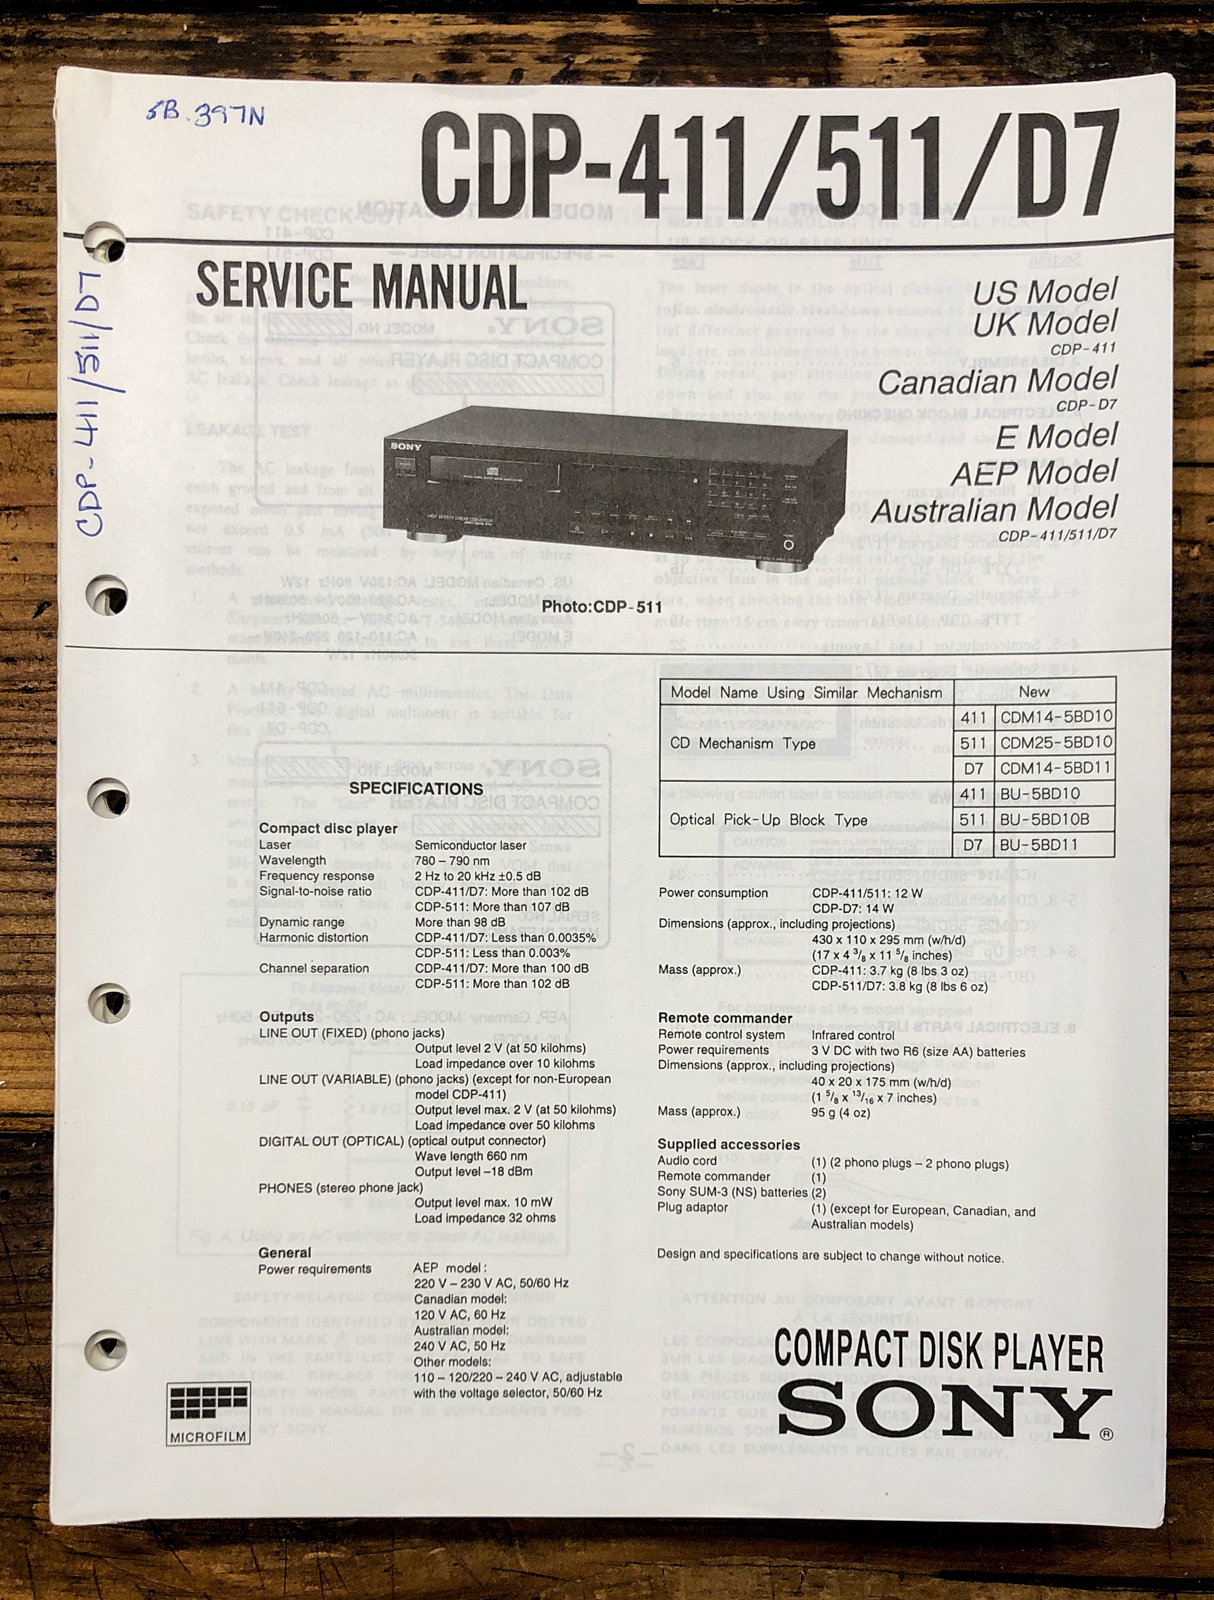 5B.397N
CDP-411/511/D7
CDP-411/511/D7
SERVICE MANUAL
US Model
UK Model
CDP-411
Canadian Model
CDP-D7
E Model
AEP Model
Australian Model
CDP-411/511/D7
SONY
Photo:CDP-511
Model Name Using Similar Mechanism New
CD Mechanism Type
411 CDM14-5BD10
511 CDM25-5BD10
D7 CDM14-5BD11
Optical Pick-Up Block Type
411 BU-5BD10
511 BU-5BD10B
D7 BU-5BD11
SPECIFICATIONS
Compact disc player
Laser Semiconductor laser
Wavelength 780 – 790 nm
Frequency response 2 Hz to 20 kHz ±0.5 dB
Signal-to-noise ratio CDP-411/D7: More than 102 dB
CDP-511: More than 107 dB
Dynamic range More than 98 dB
Harmonic distortion CDP-411/D7: Less than 0.0035%
CDP-511: Less than 0.003%
Channel separation CDP-411/D7: More than 100 dB
CDP-511: More than 102 dB
Outputs
LINE OUT (FIXED) (phono jacks)
Output level 2 V (at 50 kilohms)
Load impedance over 10 kilohms
LINE OUT (VARIABLE) (phono jacks) (except for non-European
model CDP-411)
Output level max. 2 V (at 50 kilohms)
Load impedance over 50 kilohms
DIGITAL OUT (OPTICAL) (optical output connector)
Wave length 660 nm
Output level –18 dBm
PHONES (stereo phone jack)
Output level max. 10 mW
Load impedance 32 ohms
General
Power requirements AEP model:
220 V – 230 V AC, 50/60 Hz
Canadian model:
120 V AC, 60 Hz
Australian model:
240 V AC, 50 Hz
Other models:
110 – 120/220 – 240 V AC, adjustable
with the voltage selector, 50/60 Hz
Power consumption CDP-411/511: 12 W
CDP-D7: 14 W
Dimensions (approx., including projections)
430 x 110 x 295 mm (w/h/d)
(17 x 4 3/8 x 11 5/8 inches)
Mass (approx.) CDP-411: 3.7 kg (8 lbs 3 oz)
CDP-511/D7: 3.8 kg (8 lbs 6 oz)
Remote commander
Remote control system Infrared control
Power requirements 3 V DC with two R6 (size AA) batteries
Dimensions (approx., including projections)
40 x 20 x 175 mm (w/h/d)
(1 5/8 x 13/16 x 7 inches)
Mass (approx.) 95 g (4 oz)
Supplied accessories
Audio cord (1) (2 phono plugs – 2 phono plugs)
Remote commander (1)
Sony SUM-3 (NS) batteries (2)
Plug adaptor (1) (except for European, Canadian, and
Australian models)
Design and specifications are subject to change without notice.
MICROFILM
COMPACT DISK PLAYER
SONY®